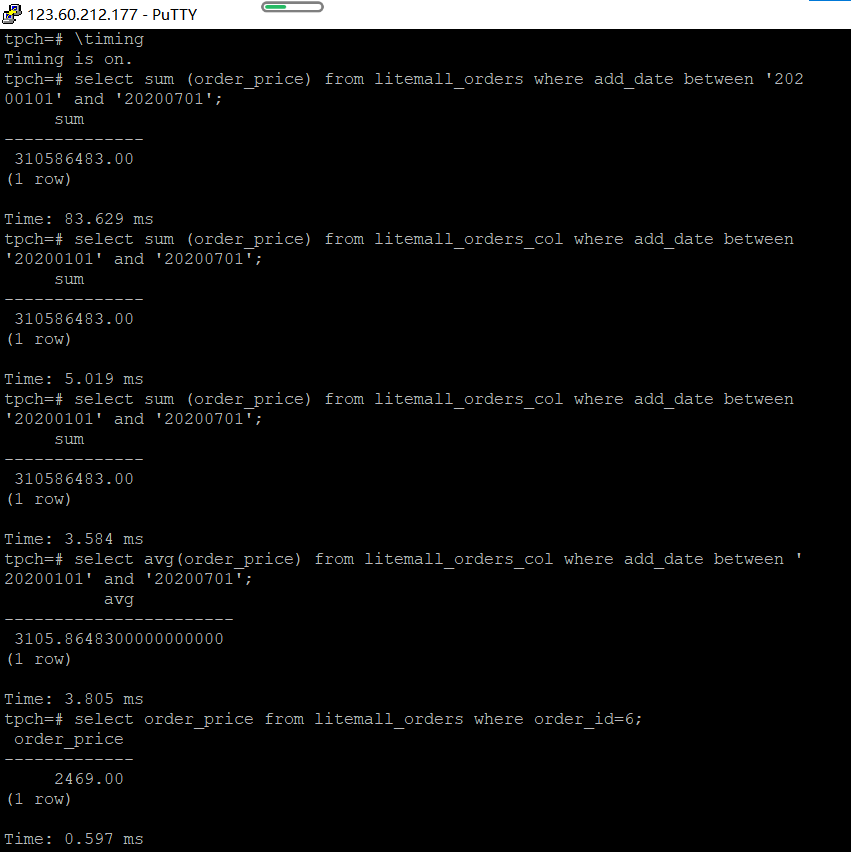 123.60.212.177 - PuTTY
tpch=# \timing
Timing is on.
tpch=# select sum (order_price) from litemall_orders where add_date between '202
00101' and '20200701';
     sum
--------------
 310586483.00
(1 row)

Time: 83.629 ms
tpch=# select sum (order_price) from litemall_orders_col where add_date between
'20200101' and '20200701';
     sum
--------------
 310586483.00
(1 row)

Time: 5.019 ms
tpch=# select sum (order_price) from litemall_orders_col where add_date between
'20200101' and '20200701';
     sum
--------------
 310586483.00
(1 row)

Time: 3.584 ms
tpch=# select avg(order_price) from litemall_orders_col where add_date between '
20200101' and '20200701';
          avg
-----------------------
 3105.8648300000000000
(1 row)

Time: 3.805 ms
tpch=# select order_price from litemall_orders where order_id=6;
 order_price
-------------
     2469.00
(1 row)

Time: 0.597 ms